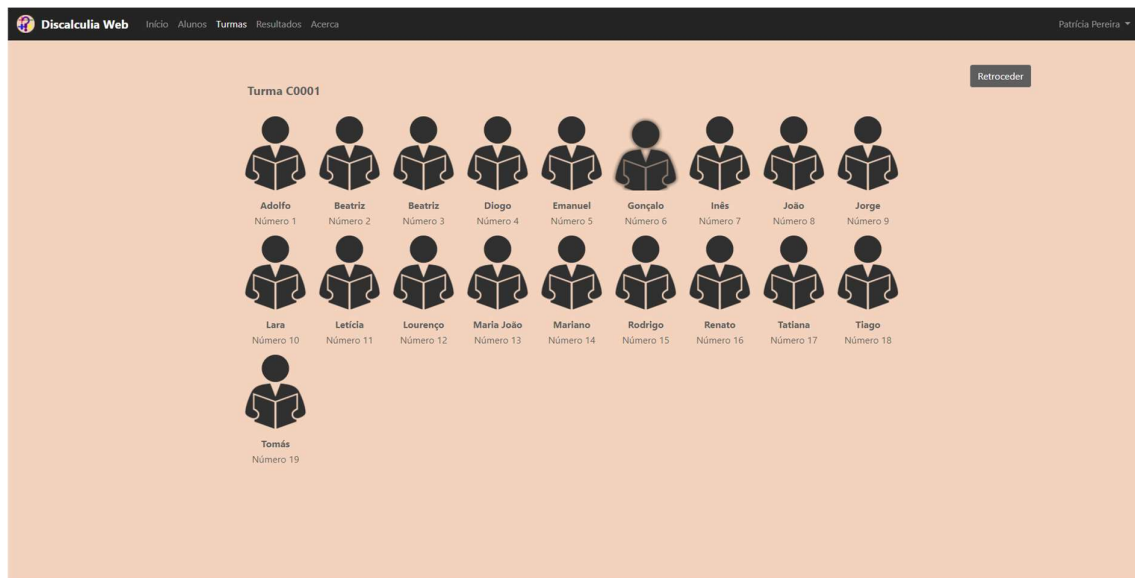 Discalculia Web Início Alunos Turmas Resultados Acerca Patrícia Pereira
Retroceder
Turma C0001
Adolfo Beatriz Beatriz Diogo Emanuel Gonçalo Inês João Jorge
Número 1 Número 2 Número 3 Número 4 Número 5 Número 6 Número 7 Número 8 Número 9
Lara Letícia Lourenço Maria João Mariano Rodrigo Renato Tatiana Tiago
Número 10 Número 11 Número 12 Número 13 Número 14 Número 15 Número 16 Número 17 Número 18
Tomás
Número 19